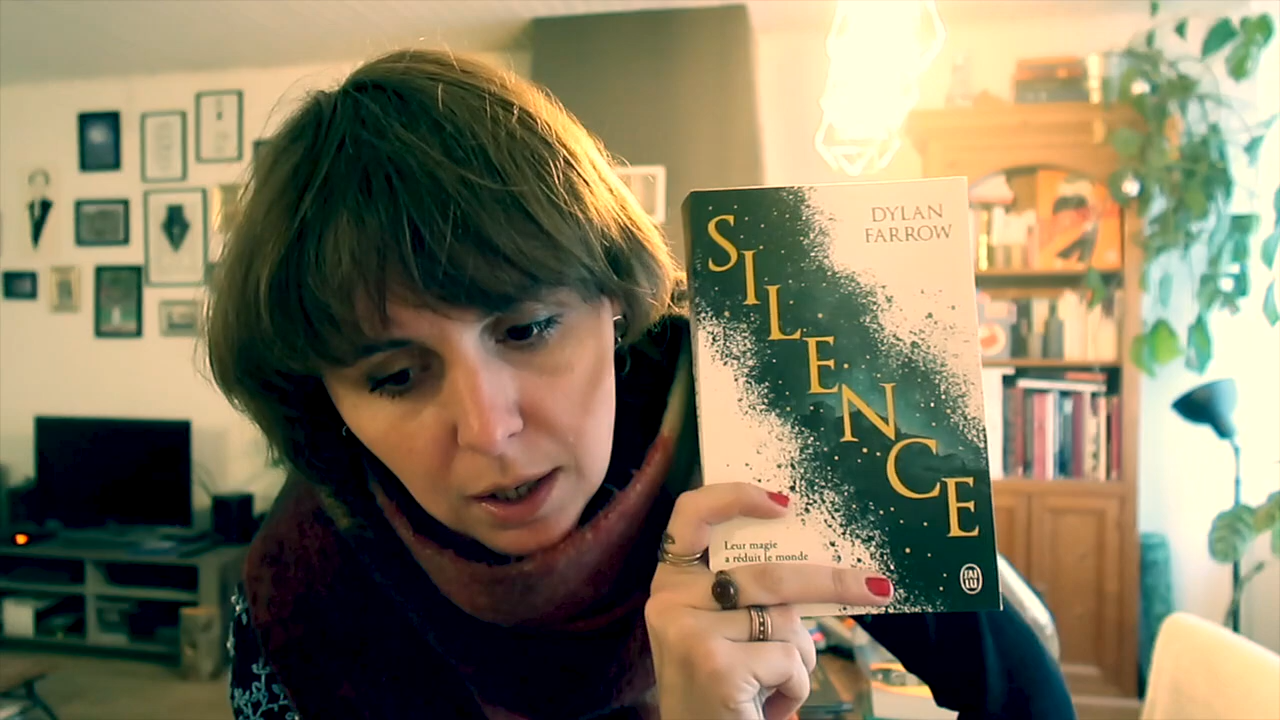 DYLAN
FARROW
SILENCE
Leur magie
a réduit le monde
J'AI
LU